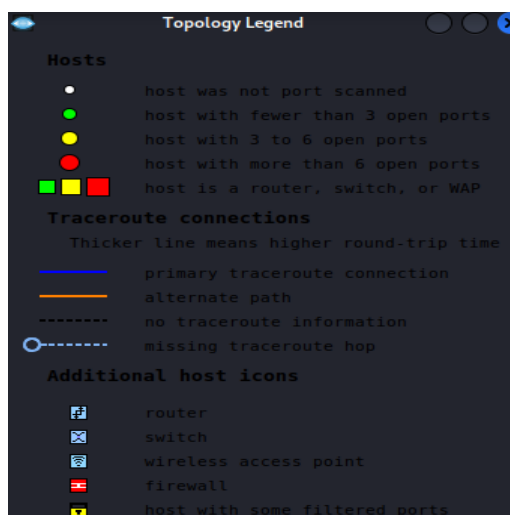 Topology Legend
Hosts
host was not port scanned
host with fewer than 3 open ports
host with 3 to 6 open ports
host with more than 6 open ports
host is a router, switch, or WAP
Traceroute connections
Thicker line means higher round-trip time
primary traceroute connection
alternate path
no traceroute information
missing traceroute hop
Additional host icons
router
switch
wireless access point
firewall
host with some filtered ports